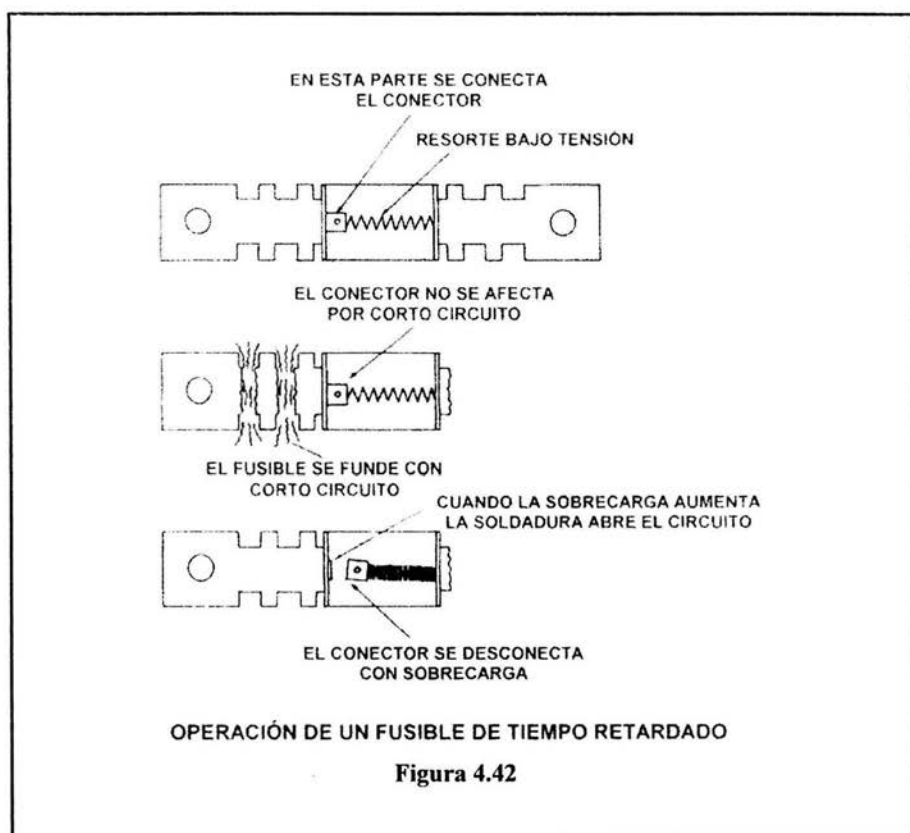 EN ESTA PARTE SE CONECTA
EL CONECTOR
RESORTE BAJO TENSIÓN
EL CONECTOR NO SE AFECTA
POR CORTO CIRCUITO
EL FUSIBLE SE FUNDE CON
CORTO CIRCUITO
CUANDO LA SOBRECARGA AUMENTA
LA SOLDADURA ABRE EL CIRCUITO
EL CONECTOR SE DESCONECTA
CON SOBRECARGA
OPERACIÓN DE UN FUSIBLE DE TIEMPO RETARDADO
Figura 4.42